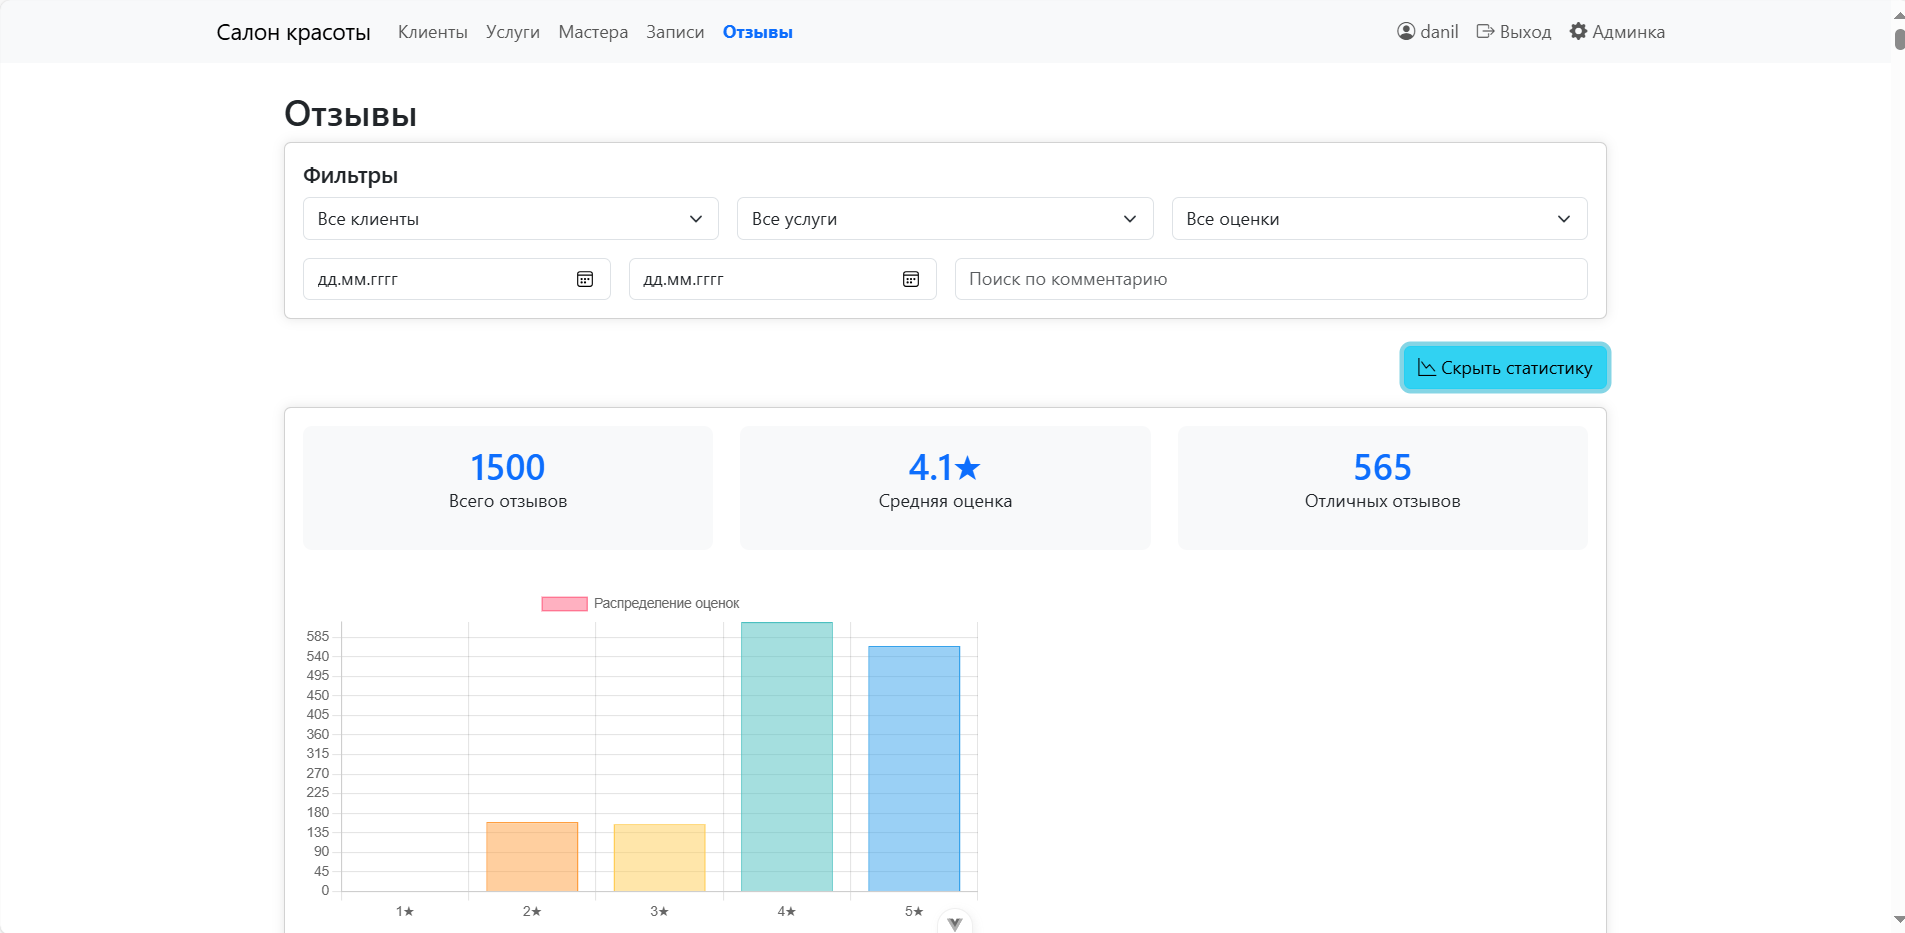 Салон красоты Клиенты Услуги Мастера Записи Отзывы danil Выход Админка
Отзывы
Фильтры
Все клиенты Все услуги Все оценки
дд.мм.гггг дд.мм.гггг Поиск по комментарию
Скрыть статистику
1500 4.1★ 565
Всего отзывов Средняя оценка Отличных отзывов
Распределение оценок
585
540
495
450
405
360
315
270
225
180
135
90
45
0
1★ 2★ 3★ 4★ 5★